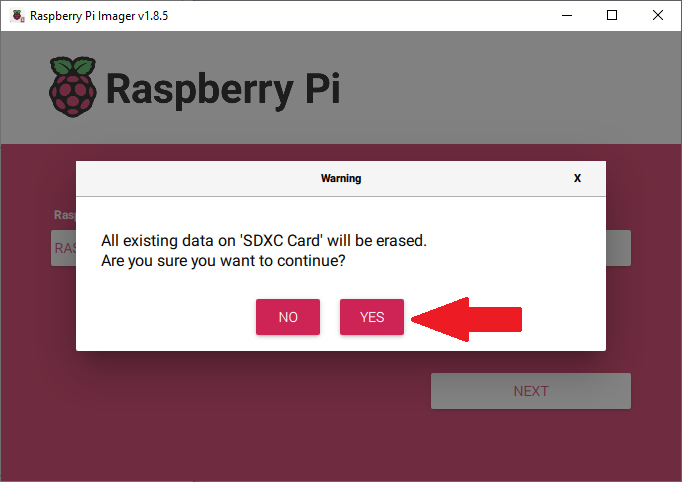 Raspberry Pi Imager v1.8.5
Raspberry Pi
Warning
X
Rasp
RAS
All existing data on 'SDXC Card' will be erased.
Are you sure you want to continue?
NO
YES
NEXT